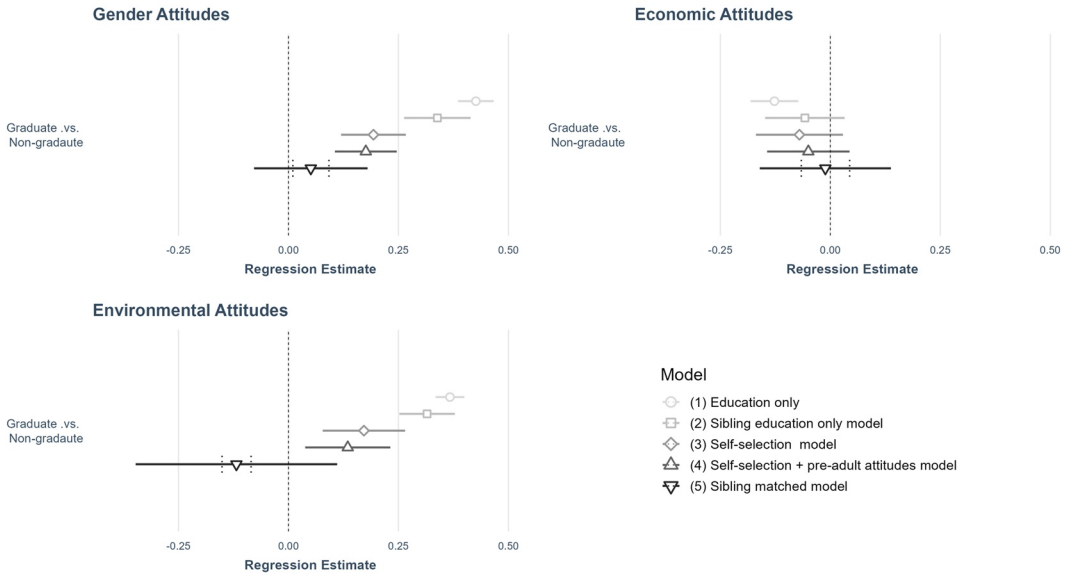 Gender Attitudes
Graduate .vs.
Non-gradaute
-0.25 0.00 0.25 0.50
Regression Estimate
Economic Attitudes
Graduate .vs.
Non-gradaute
-0.25 0.00 0.25 0.50
Regression Estimate
Environmental Attitudes
Graduate .vs.
Non-gradaute
-0.25 0.00 0.25 0.50
Regression Estimate
Model
(1) Education only
(2) Sibling education only model
(3) Self-selection model
(4) Self-selection + pre-adult attitudes model
(5) Sibling matched model